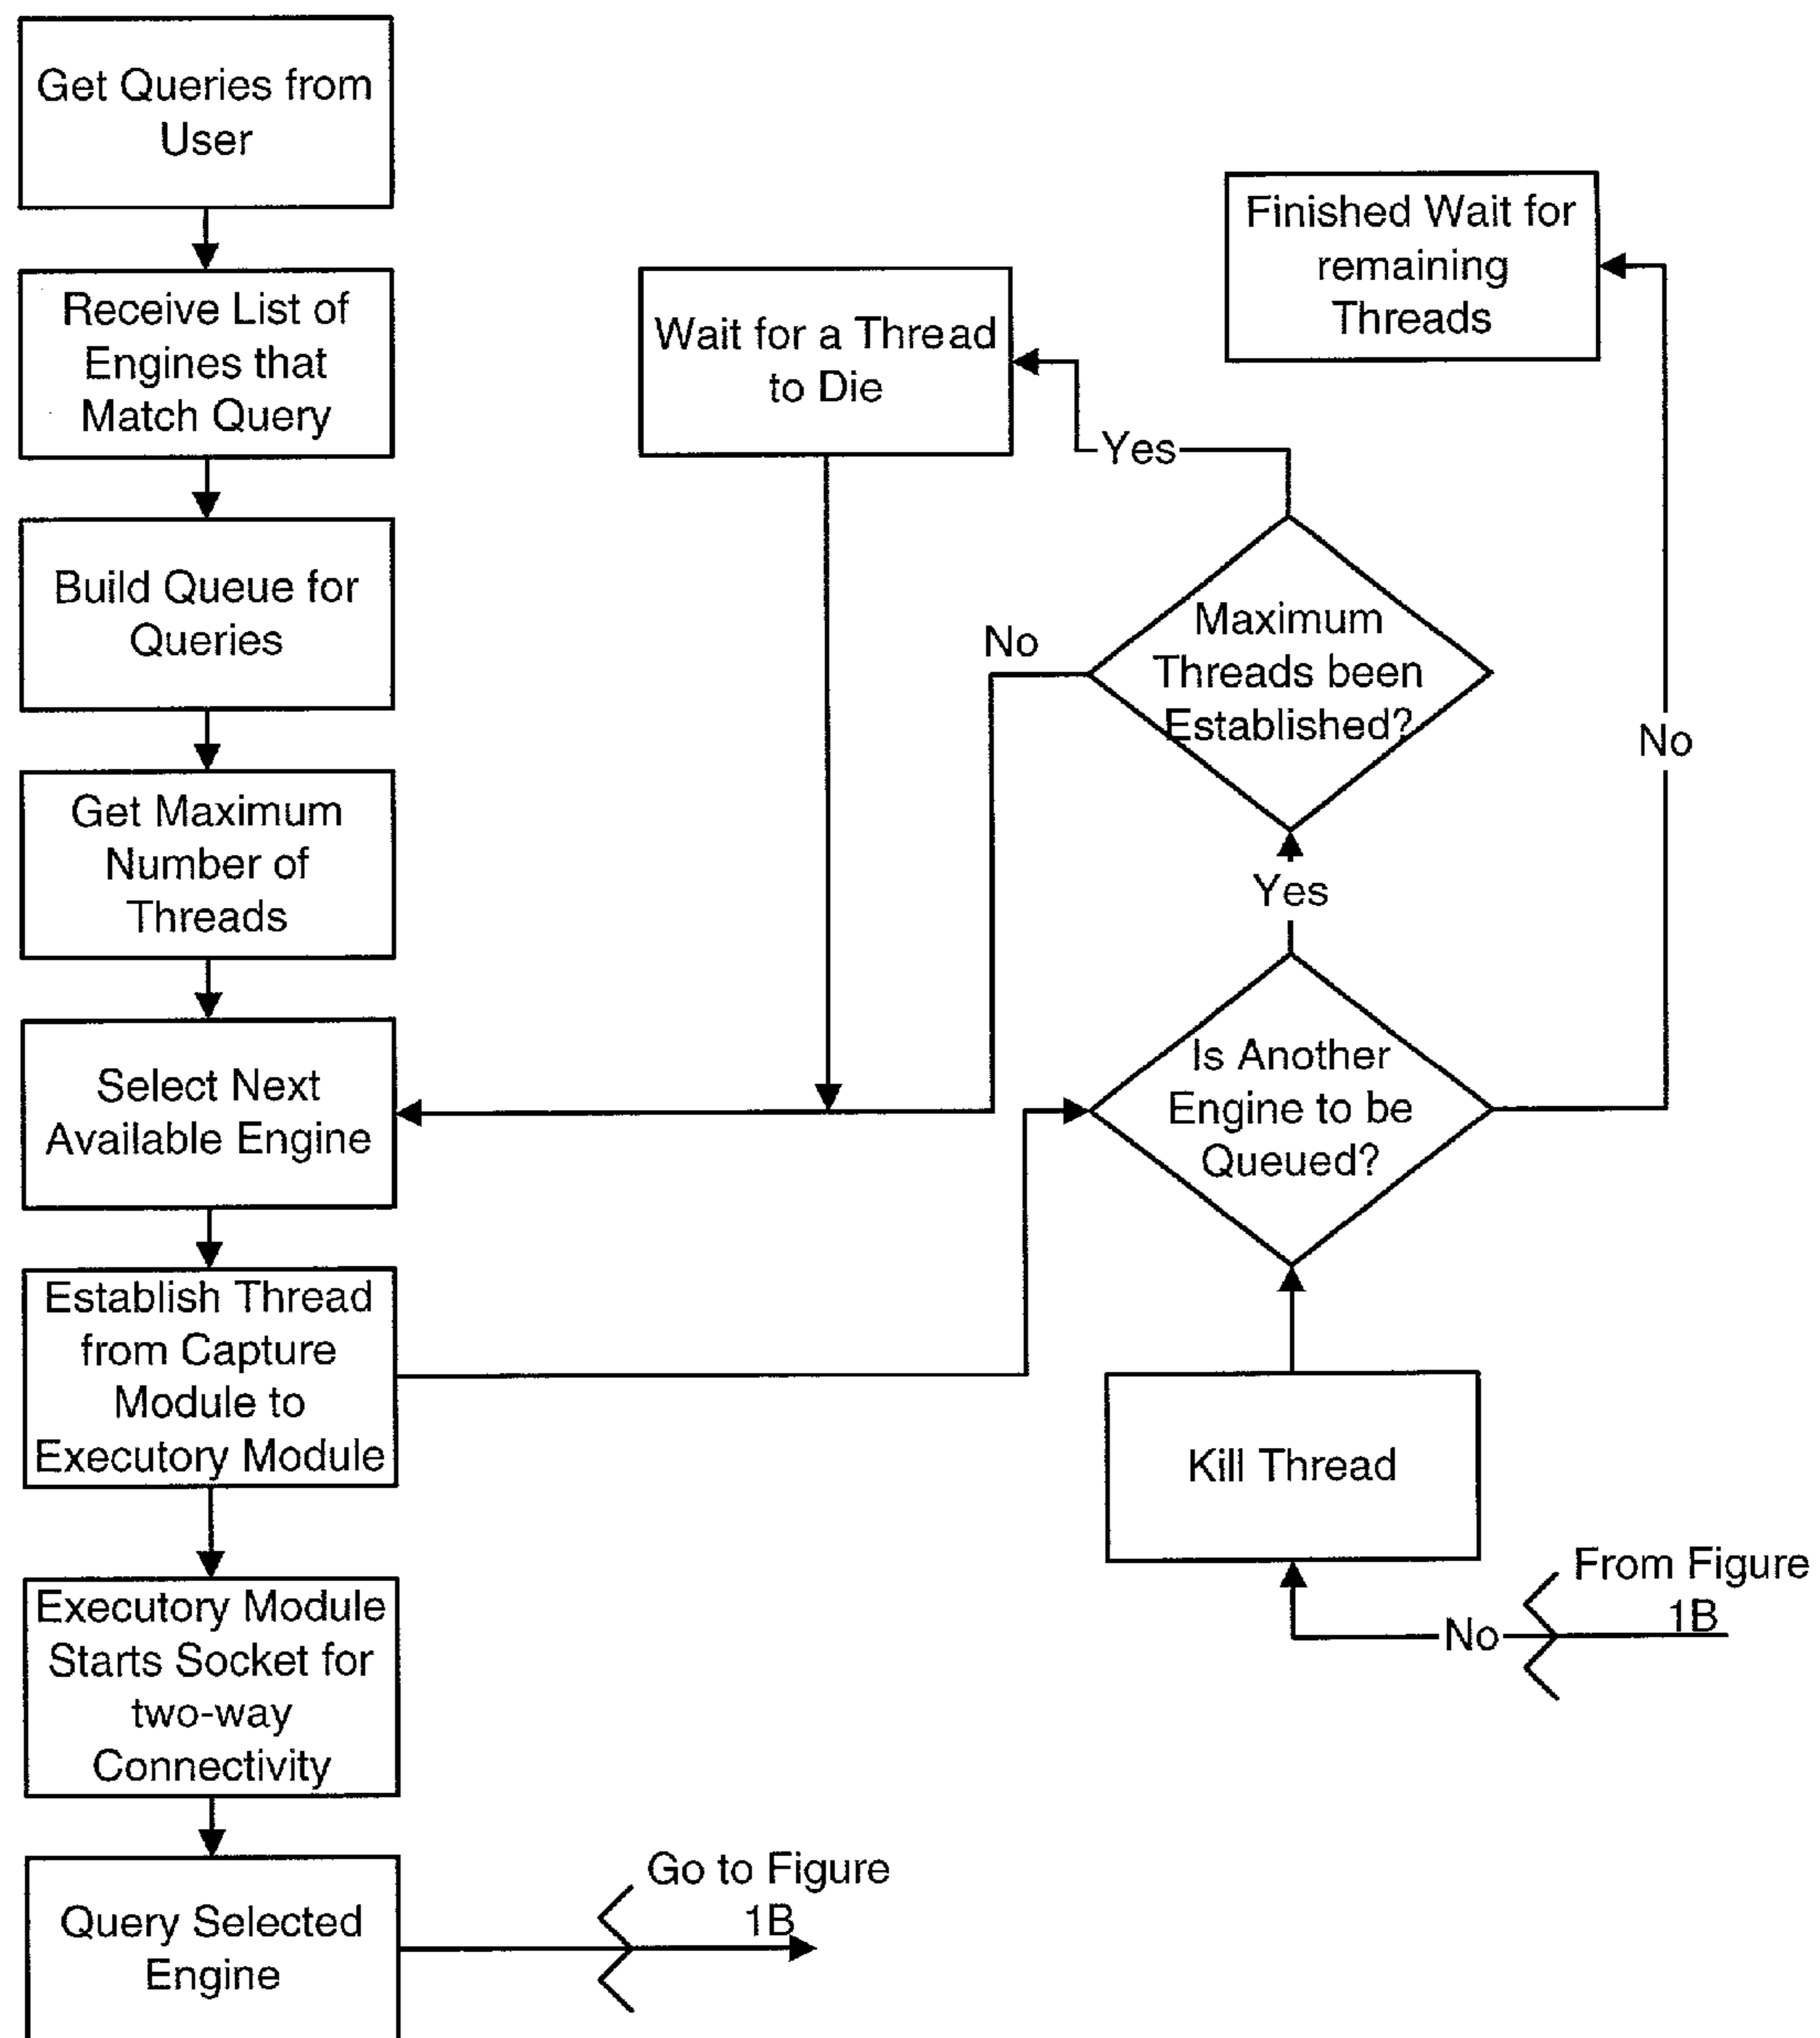 Get Queries from
User
Receive List of
Engines that
Match Query
Build Queue for
Queries
Get Maximum
Number of
Threads
Select Next
Available Engine
Establish Thread
from Capture
Module to
Executory Module
Executory Module
Starts Socket for
two-way
Connectivity
Query Selected
Engine
Go to Figure
1B
Wait for a Thread
to Die
Finished Wait for
remaining
Threads
Yes
No
Maximum
Threads been
Established?
No
Yes
Is Another
Engine to be
Queued?
Kill Thread
No
From Figure
1B